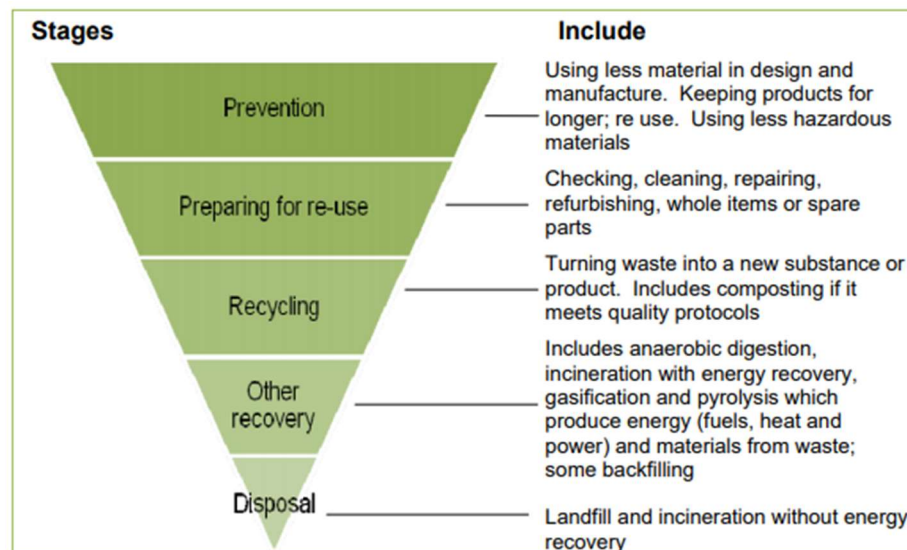 Stages
Include
Prevention
Using less material in design and
manufacture.  Keeping products for
longer; re use.  Using less hazardous
materials
Preparing for re-use
Checking, cleaning, repairing,
refurbishing, whole items or spare
parts
Recycling
Turning waste into a new substance or
product.  Includes composting if it
meets quality protocols
Other
recovery
Includes anaerobic digestion,
incineration with energy recovery,
gasification and pyrolysis which
produce energy (fuels, heat and
power) and materials from waste;
some backfilling
Disposal
Landfill and incineration without energy
recovery